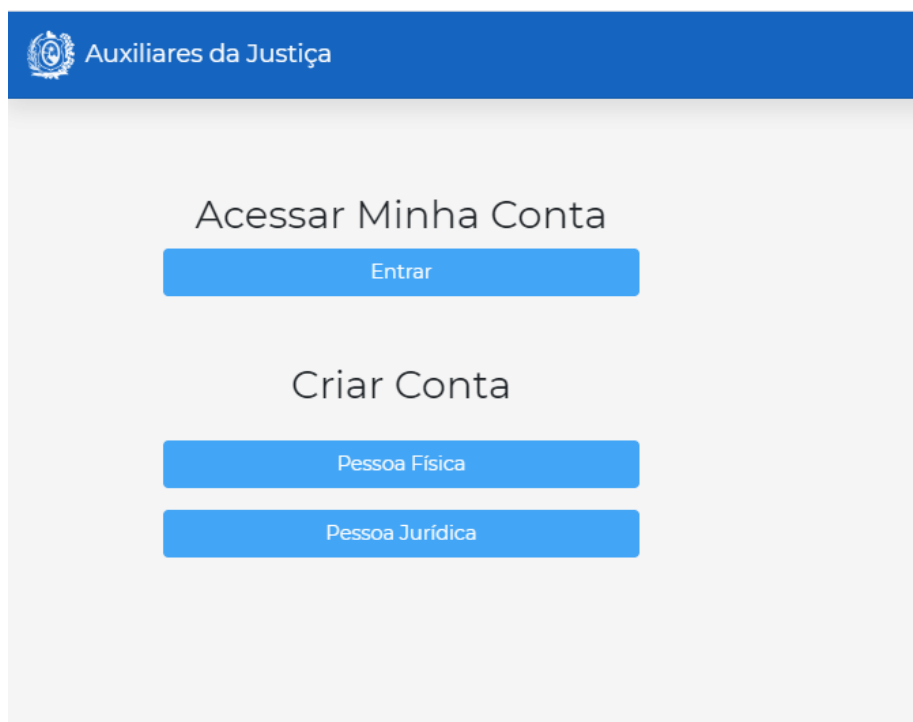 Auxiliares da Justiça
Acessar Minha Conta
Entrar
Criar Conta
Pessoa Física
Pessoa Jurídica